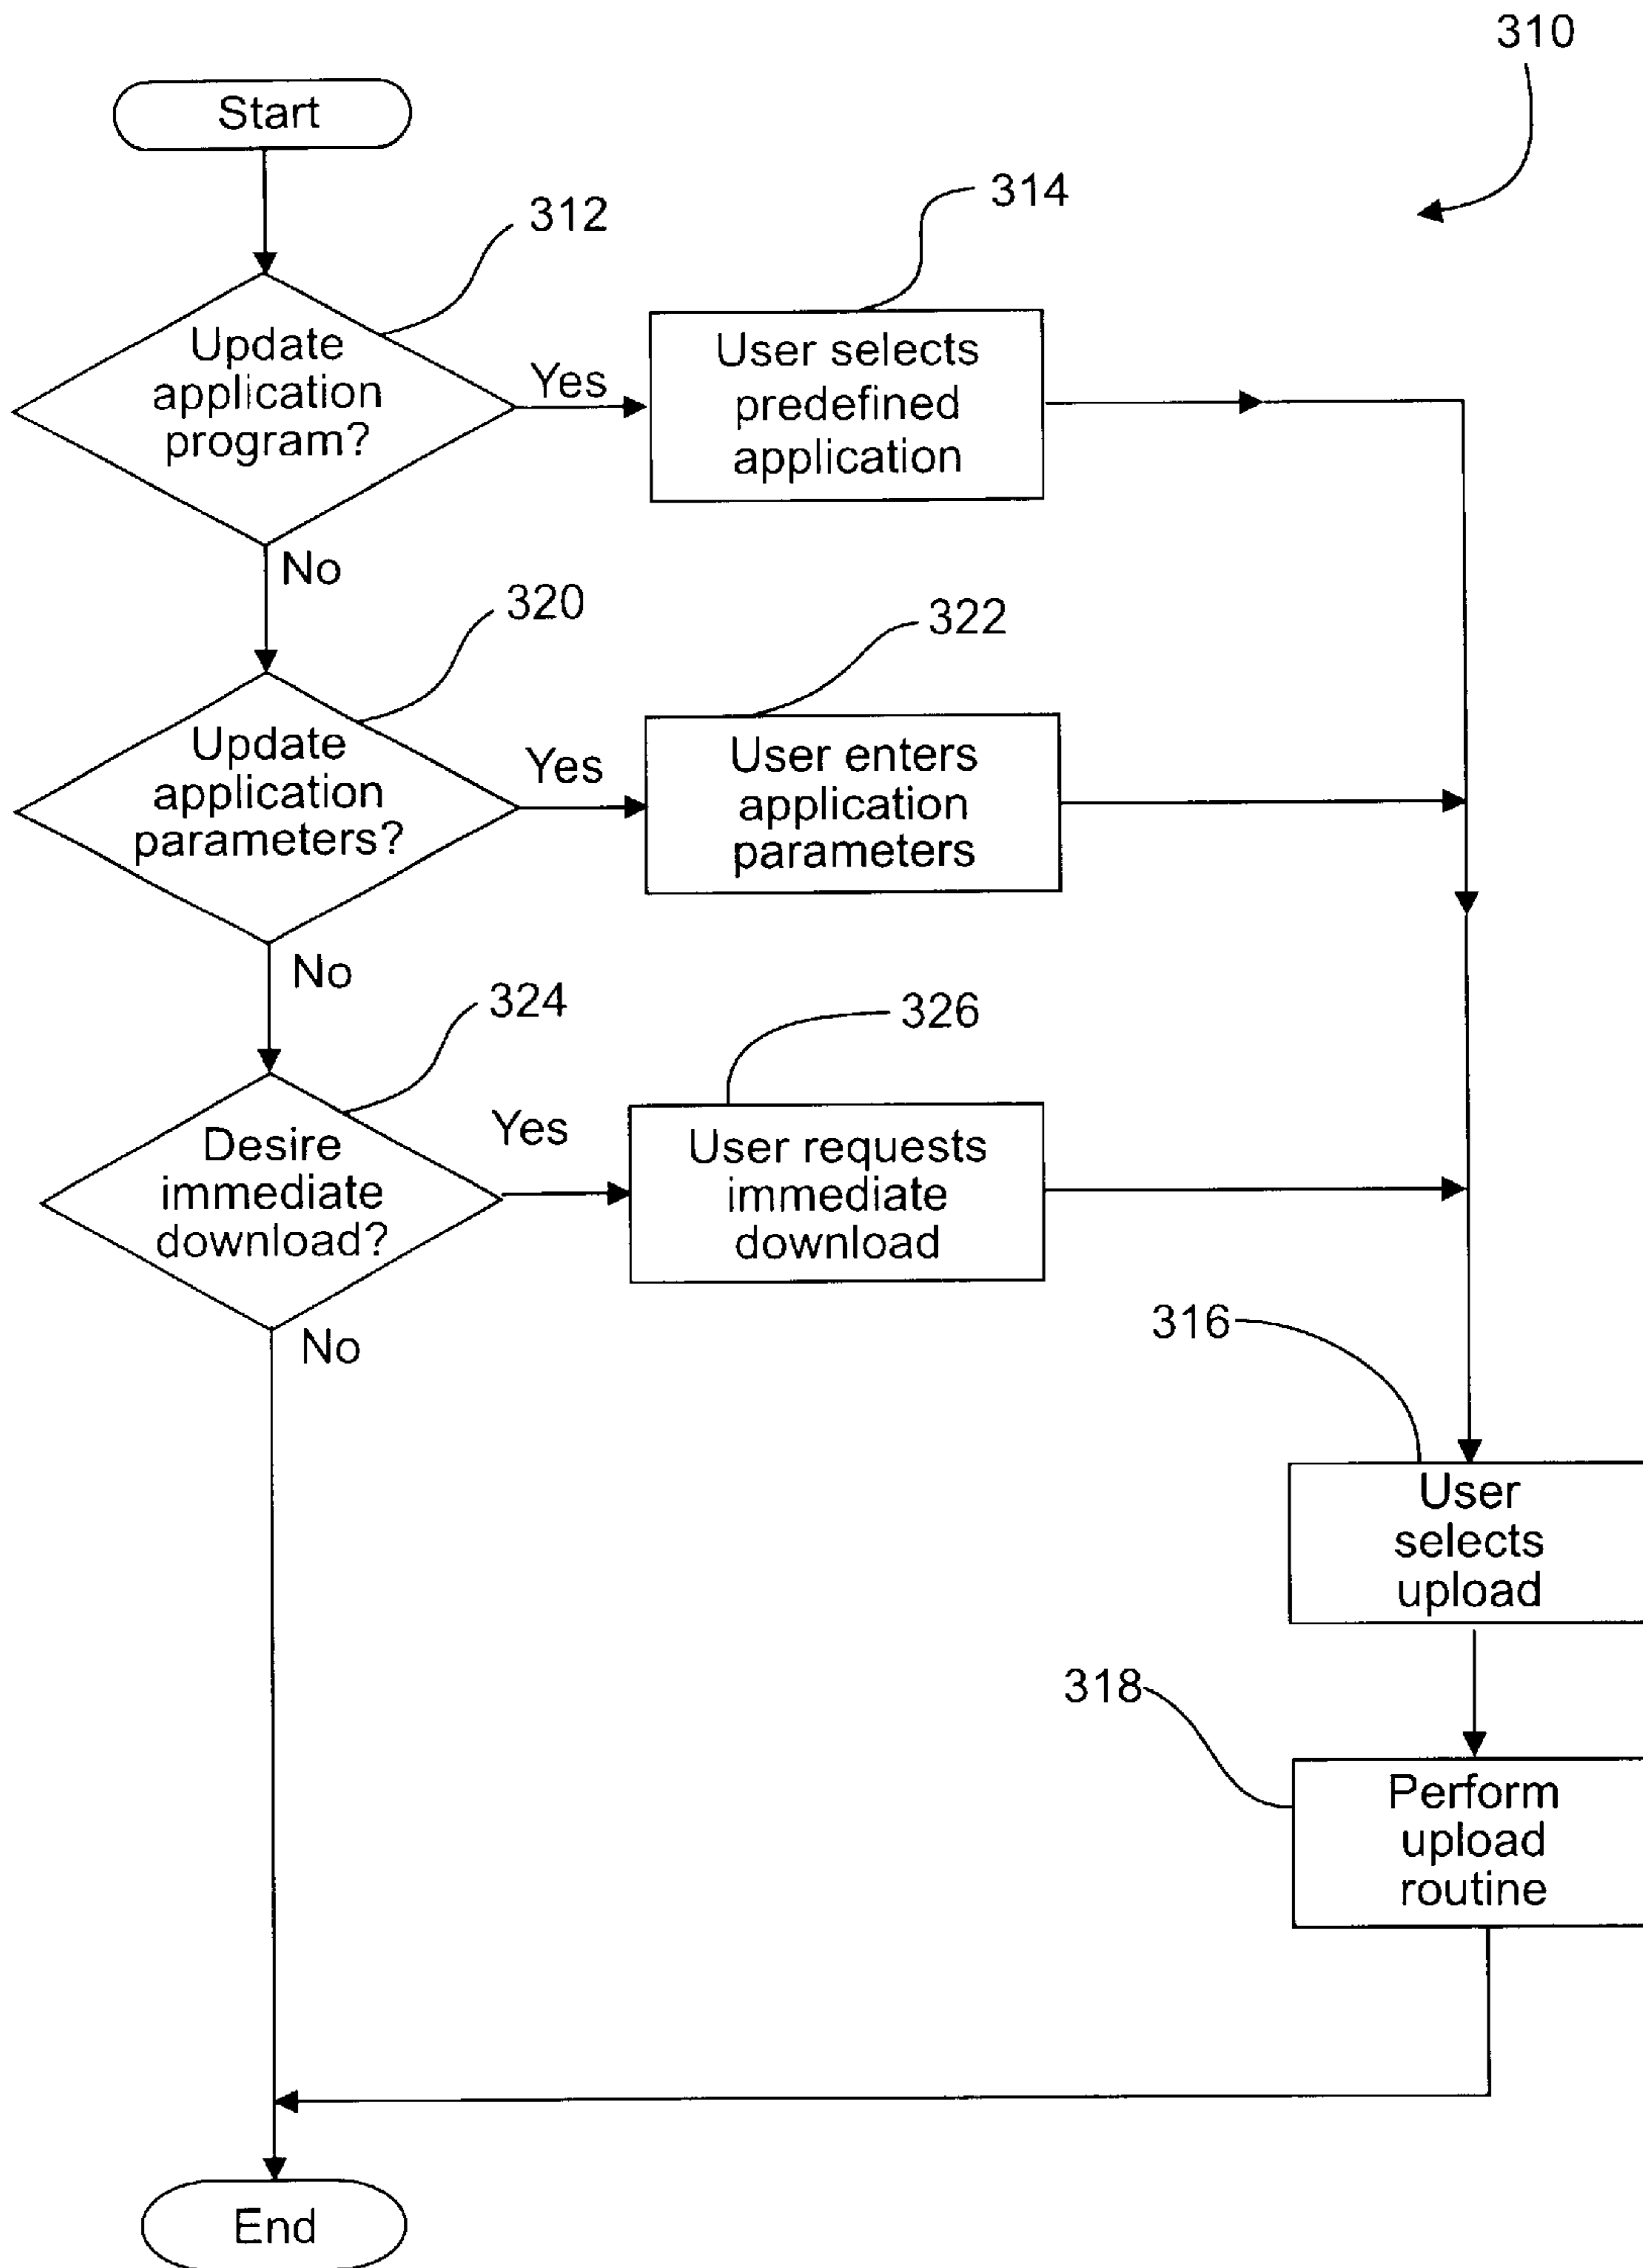 310
Start
314
312
Update
application
program?
Yes
User selects
predefined
application
No
320
322
Update
application
parameters?
Yes
User enters
application
parameters
No
324
326
Desire
immediate
download?
Yes
User requests
immediate
download
316
No
User
selects
upload
318
Perform
upload
routine
End